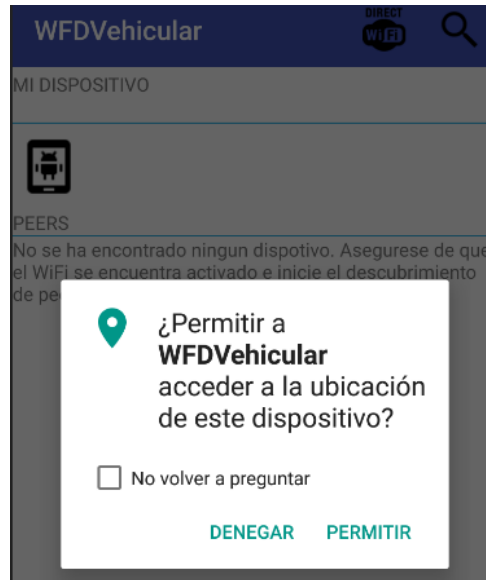 WFDVehicular
DIRECT
WiFi
MI DISPOSITIVO
PEERS
No se ha encontrado ningun dispotivo. Asegurese de que
el WiFi se encuentra activado e inicie el descubrimiento
de pe
¿Permitir a
WFDVehicular
acceder a la ubicación
de este dispositivo?
No volver a preguntar
DENEGAR PERMITIR